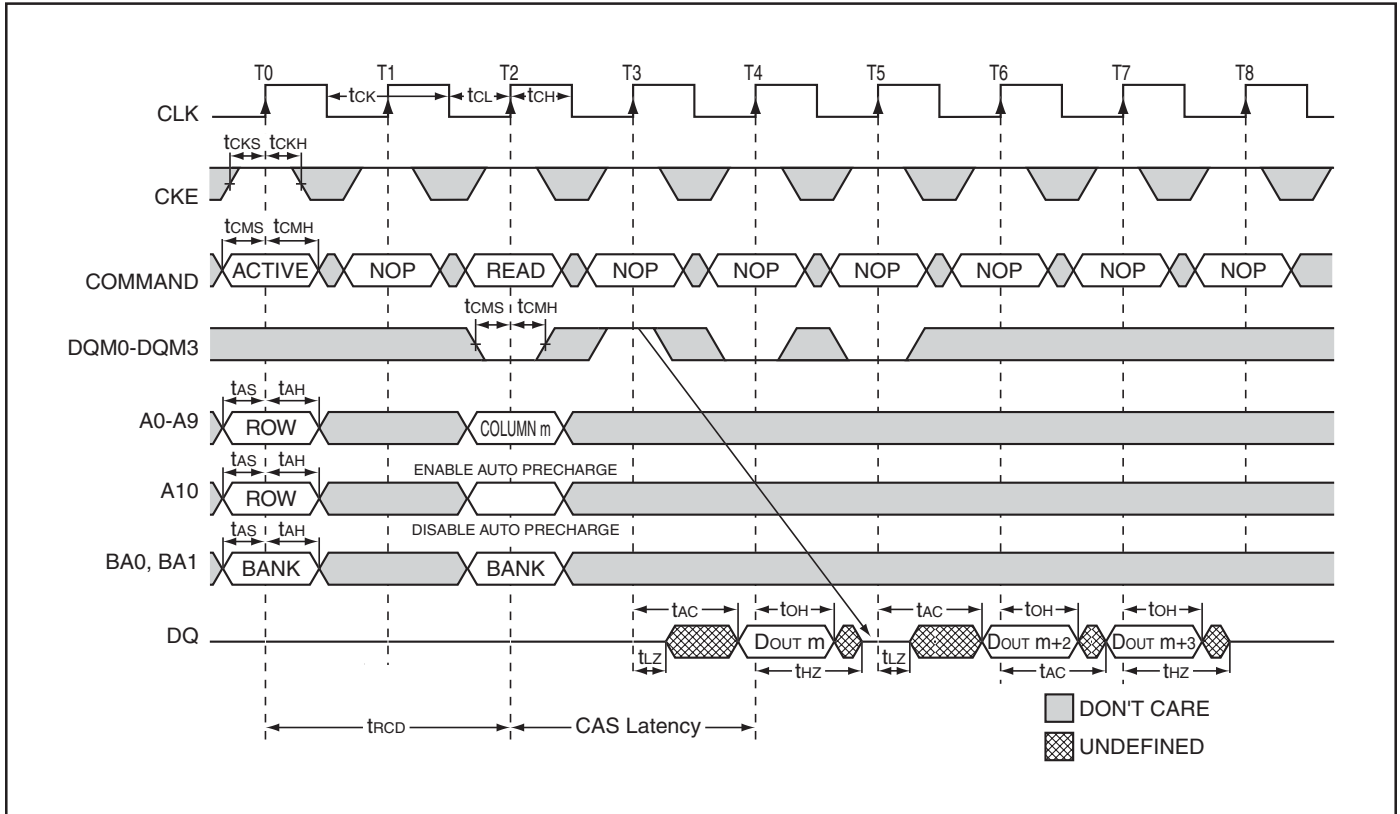 T0 T1 T2 T3 T4 T5 T6 T7 T8
CLK tCK tCL tCH
tCKS tCKH
CKE
tCMS tCMH
COMMAND ACTIVE NOP READ NOP NOP NOP NOP NOP NOP
tCMS tCMH
DQM0-DQM3
tAS tAH
A0-A9 ROW COLUMN m
tAS tAH ENABLE AUTO PRECHARGE
A10 ROW
tAS tAH DISABLE AUTO PRECHARGE
BA0, BA1 BANK BANK
tAC tOH tAC tOH tOH
DQ DOUT m DOUT m+2 DOUT m+3
tLZ tHZ tLZ tAC tHZ
tRCD CAS Latency
DON'T CARE
UNDEFINED